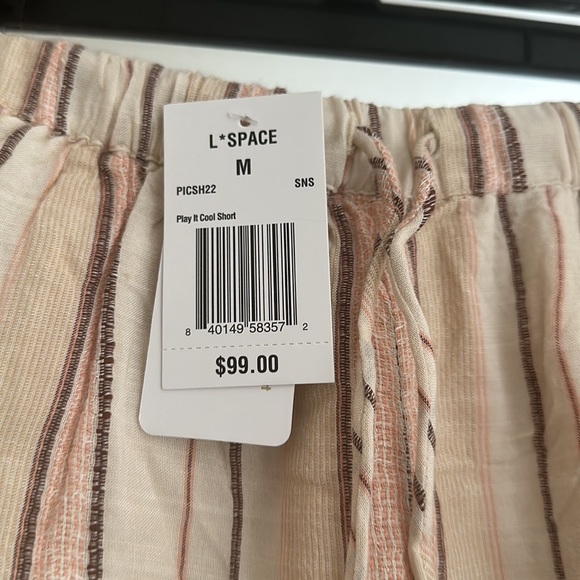 L*SPACE
M
PICSH22 SNS
Play It Cool Short
8 40149 58357 2
$99.00